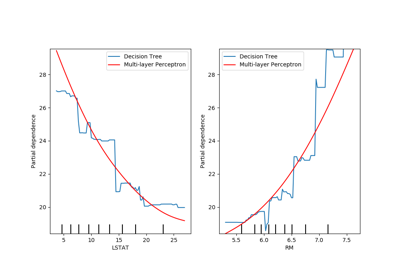 Decision Tree
Multi-layer Perceptron
Partial dependence
28
26
24
22
20
5
10
15
20
25
LSTAT
Decision Tree
Multi-layer Perceptron
Partial dependence
28
26
24
22
20
5.5
6.0
6.5
7.0
7.5
RM